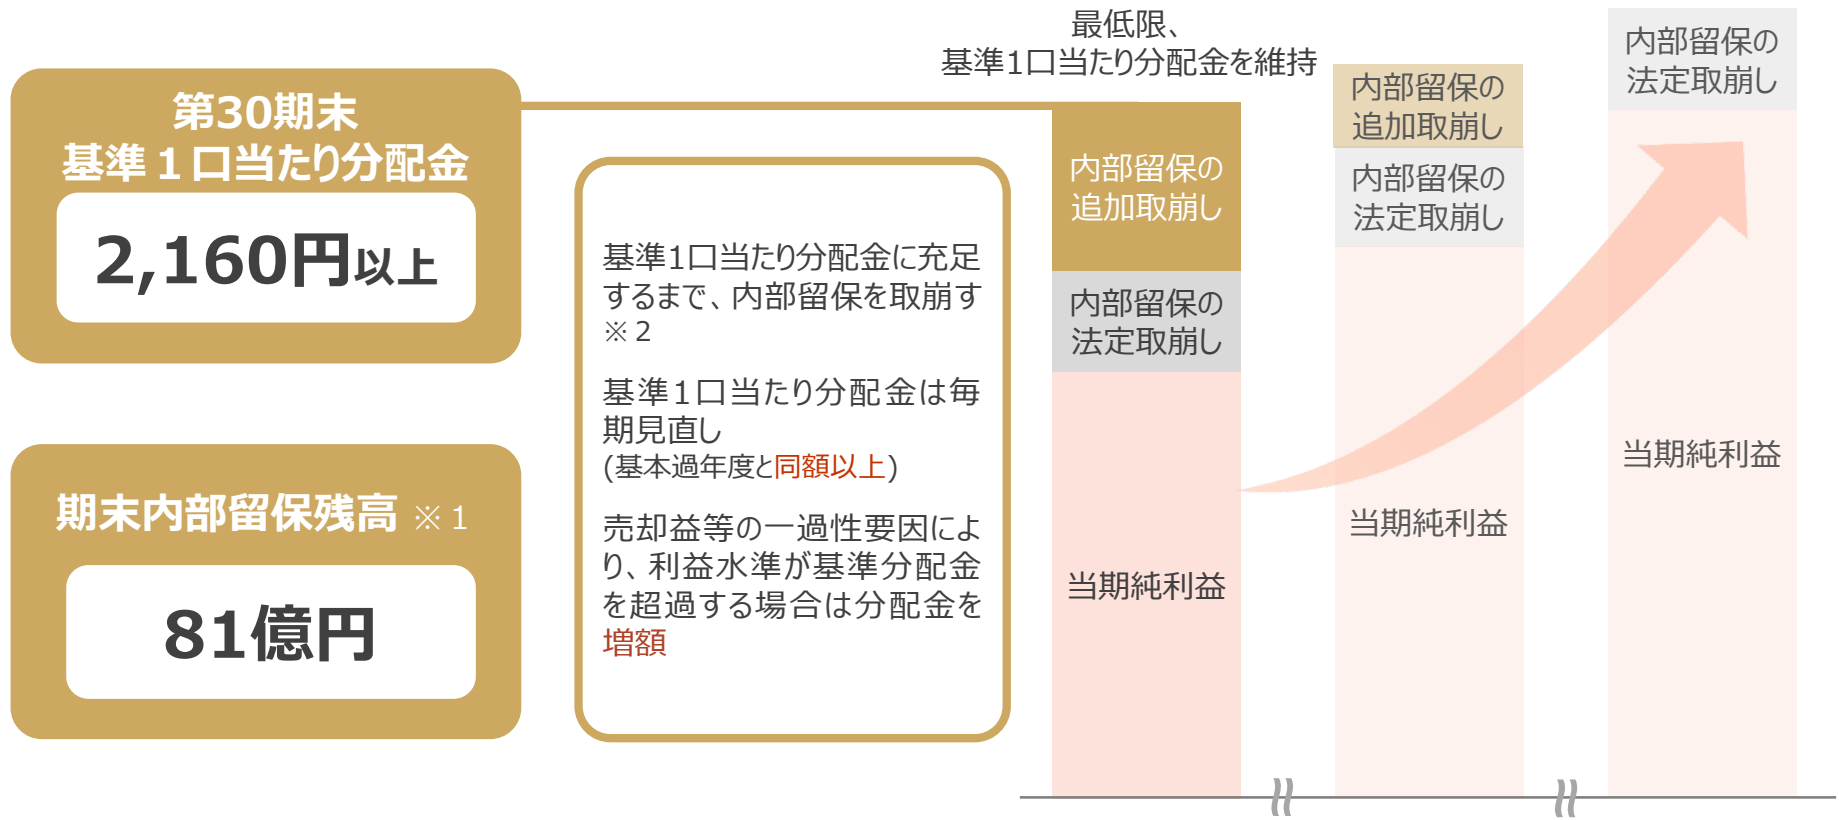 第30期末
基準１口当たり分配金
2,160円以上
期末内部留保残高 ※１
81億円
基準1口当たり分配金に充足
するまで、内部留保を取崩す
※２
基準1口当たり分配金は毎
期見直し
(基本過年度と同額以上)
売却益等の一過性要因によ
り、利益水準が基準分配金
を超過する場合は分配金を
増額
最低限、
基準1口当たり分配金を維持
内部留保の
追加取崩し
内部留保の
法定取崩し
当期純利益
内部留保の
追加取崩し
内部留保の
法定取崩し
当期純利益
内部留保の
法定取崩し
当期純利益